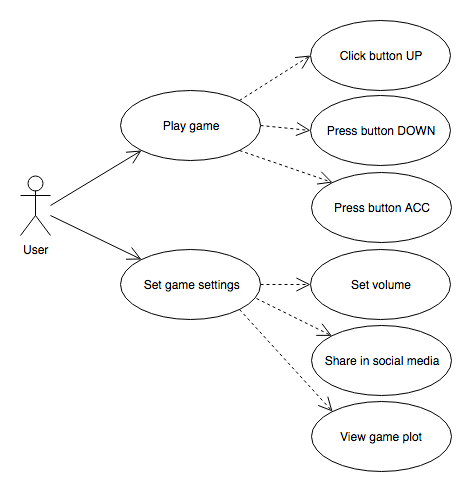 Click button UP
Play game
Press button DOWN
Press button ACC
User
Set game settings
Set volume
Share in social media
View game plot